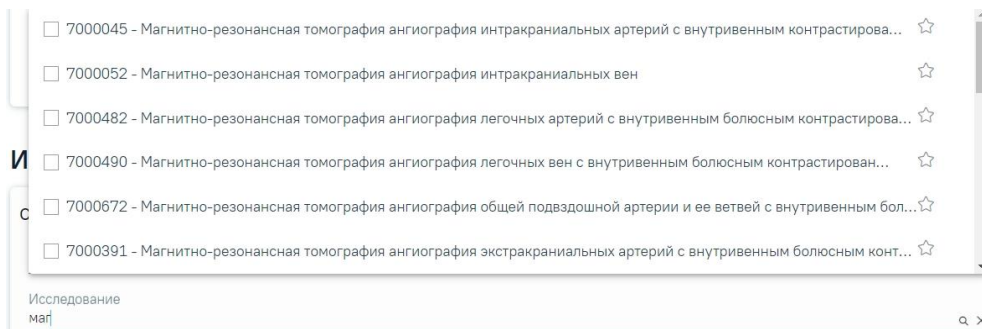 7000045 - Магнитно-резонансная томография ангиография интракраниальных артерий с внутривенным контрастирова...
7000052 - Магнитно-резонансная томография ангиография интракраниальных вен
7000482 - Магнитно-резонансная томография ангиография легочных артерий с внутривенным болюсным контрастирова...
И
7000490 - Магнитно-резонансная томография ангиография легочных вен с внутривенным болюсным контрастирован...
С
7000672 - Магнитно-резонансная томография ангиография общей подвздошной артерии и ее ветвей с внутривенным бол...
7000391 - Магнитно-резонансная томография ангиография экстракраниальных артерий с внутривенным болюсным конт...
Исследование
маг